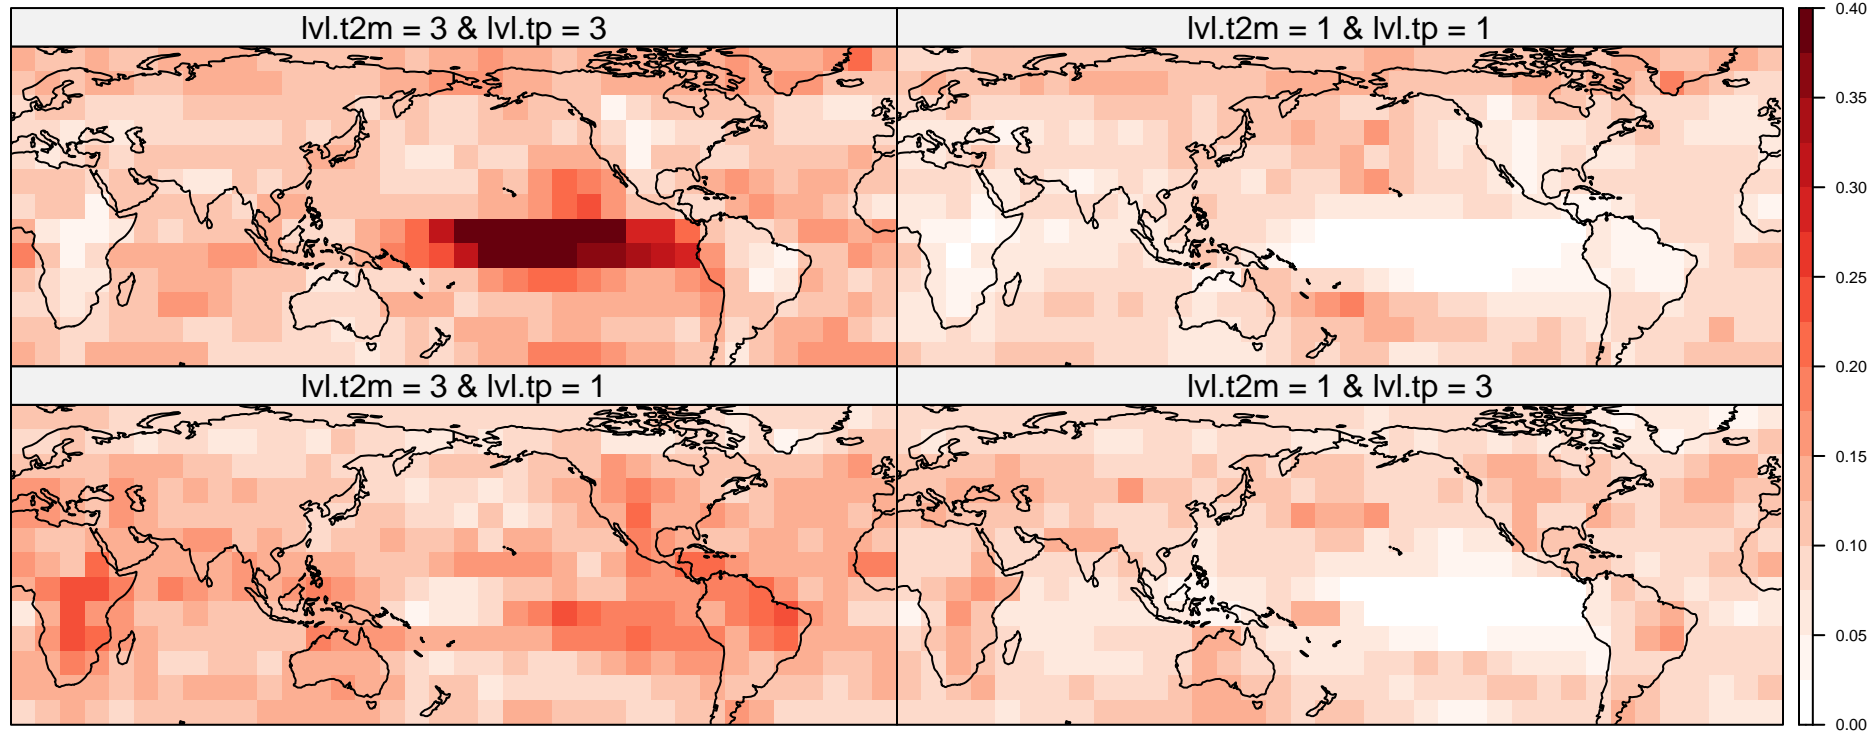 lvl.t2m = 3 & lvl.tp = 3
lvl.t2m = 1 & lvl.tp = 1
lvl.t2m = 3 & lvl.tp = 1
lvl.t2m = 1 & lvl.tp = 3
0.40
0.35
0.30
0.25
0.20
0.15
0.10
0.05
0.00